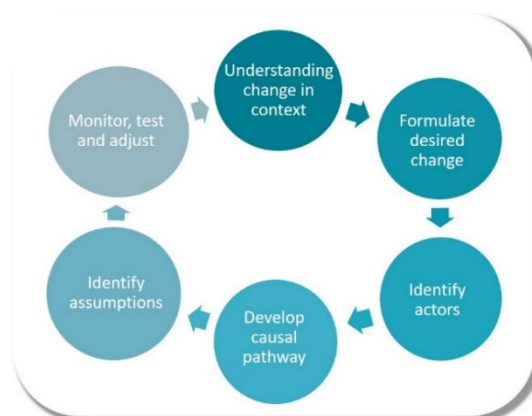 Understanding
change in
context
Formulate
desired
change
Identify
actors
Develop
causal
pathway
Identify
assumptions
Monitor, test
and adjust